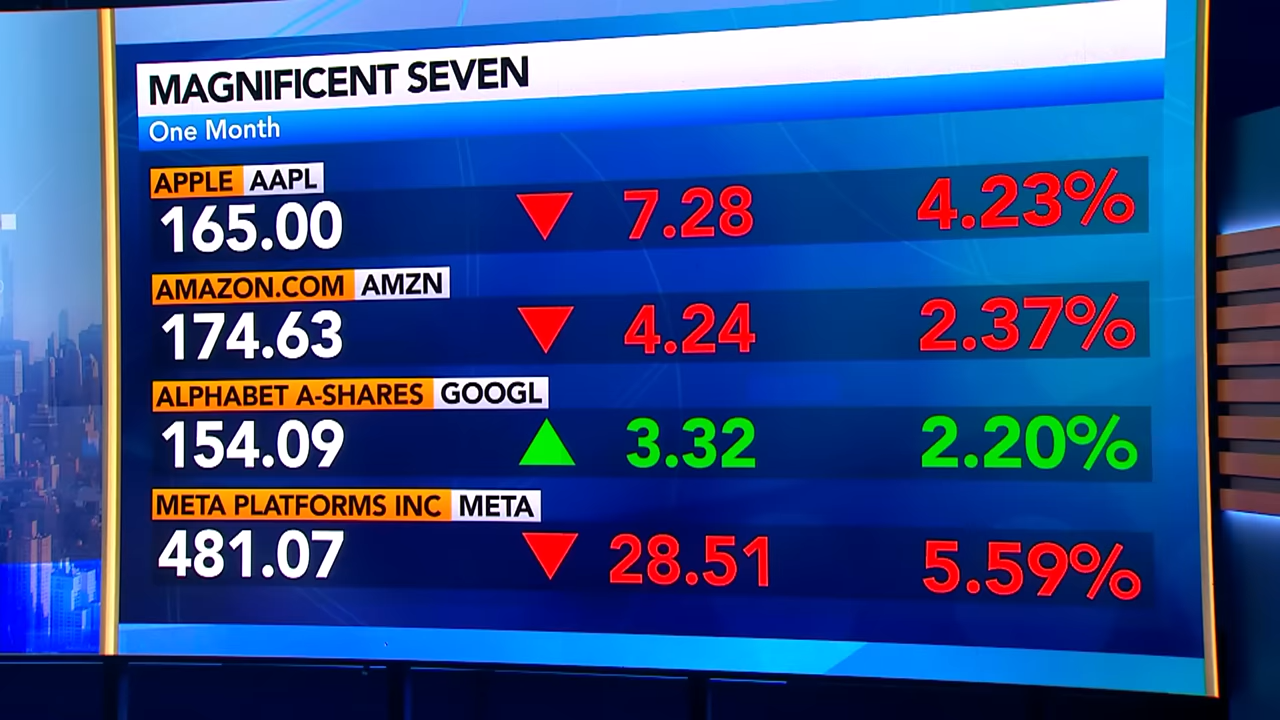 MAGNIFICENT SEVEN
One Month
APPLE AAPL
165.00 ▼ 7.28 4.23%
AMAZON.COM AMZN
174.63 ▼ 4.24 2.37%
ALPHABET A-SHARES GOOGL
154.09 ▲ 3.32 2.20%
META PLATFORMS INC META
481.07 ▼ 28.51 5.59%